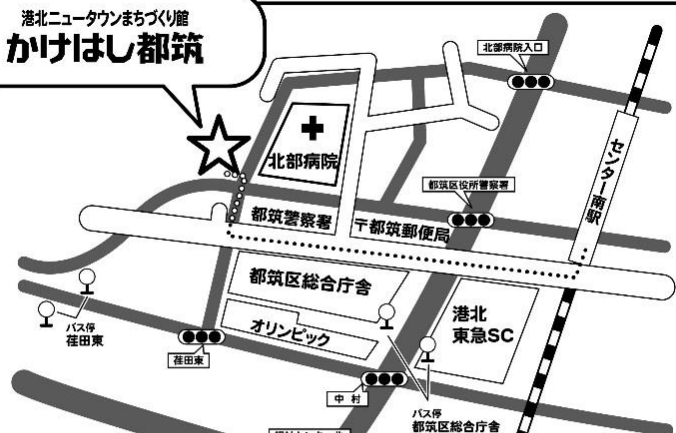 港北ニュータウンまちづくり館
かけはし都筑
北部病院入口
センター南駅
北部病院
都筑区役所警察署
都筑警察署
〒都筑郵便局
都筑区総合庁舎
港北
東急SC
オリンピック
バス停
荏田東
荏田東
中村
バス停
都筑区総合庁舎